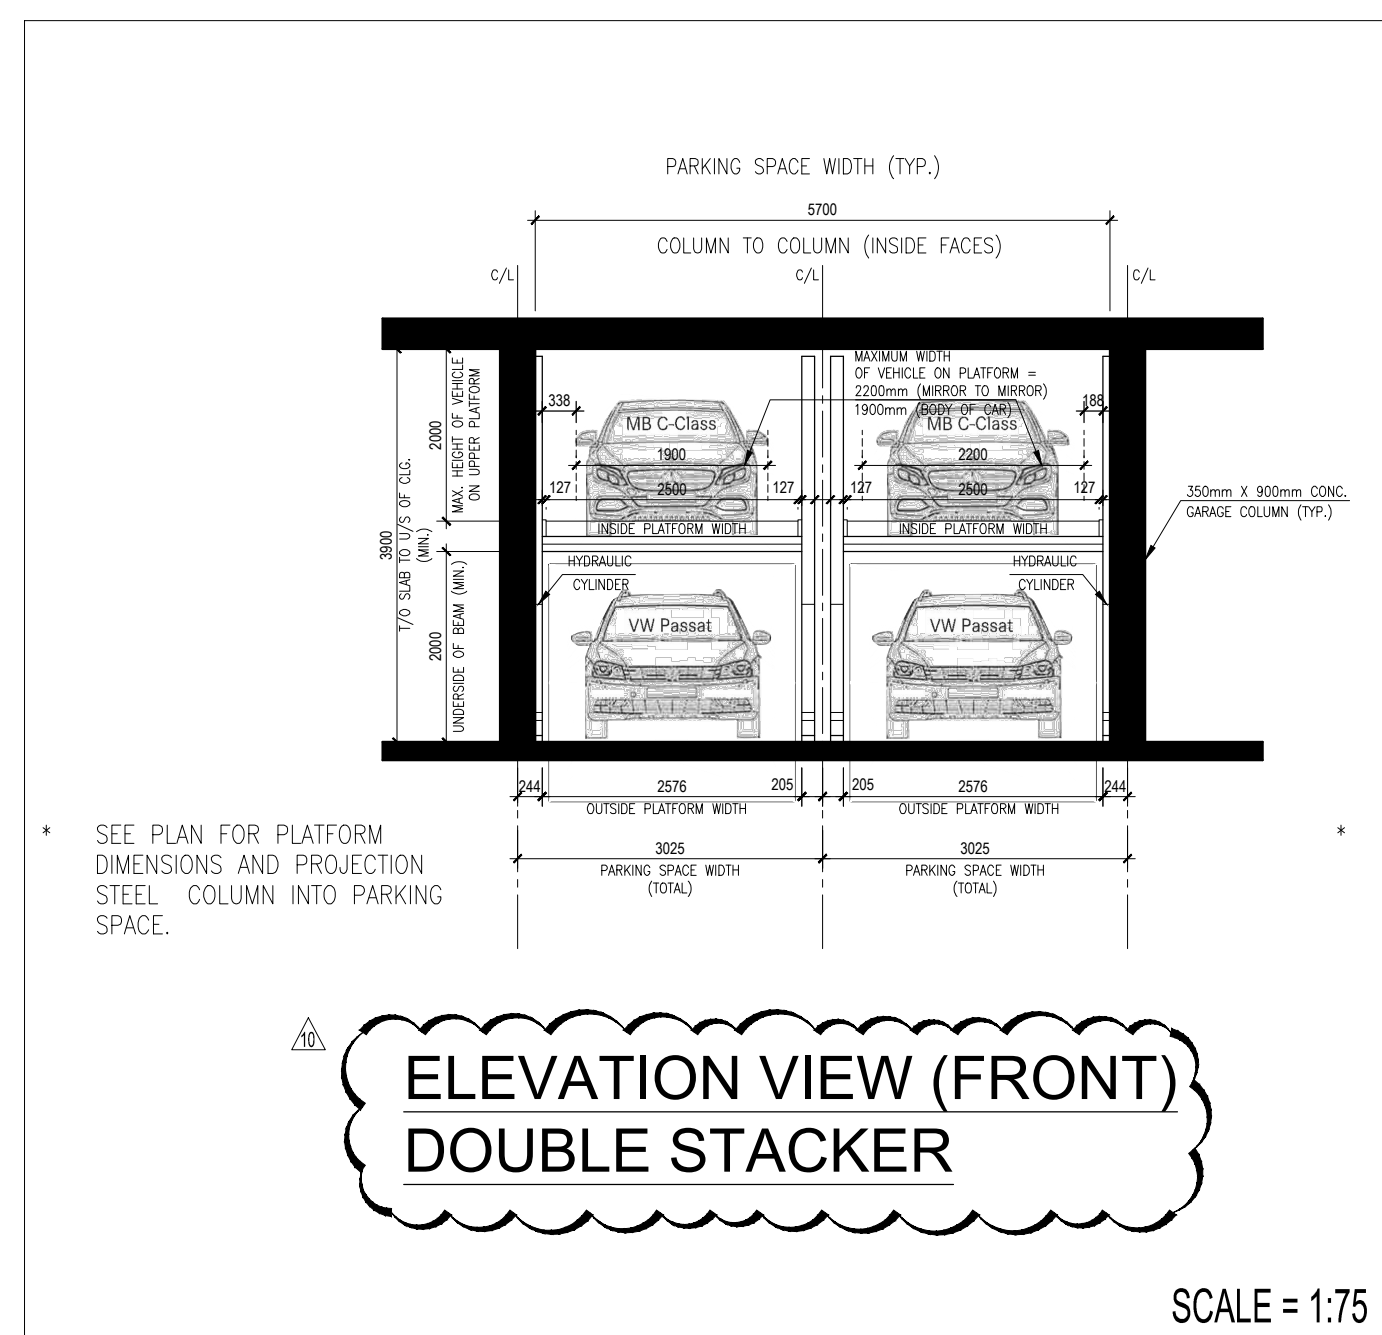 PARKING SPACE WIDTH (TYP.)
5700
COLUMN TO COLUMN (INSIDE FACES)
C/L
C/L
C/L
MAXIMUM WIDTH
OF VEHICLE ON PLATFORM =
2200mm (MIRROR TO MIRROR)
1900mm (BODY OF CAR)
338
188
MB C-Class
MB C-Class
1900
2200
127
2500
127
127
2500
127
INSIDE PLATFORM WIDTH
INSIDE PLATFORM WIDTH
350mm X 900mm CONC.
GARAGE COLUMN (TYP.)
3900
T/O SLAB TO U/S OF CLG.
(MIN.)
2000
MAX. HEIGHT OF VEHICLE
ON UPPER PLATFORM
2000
UNDERSIDE OF BEAM (MIN.)
HYDRAULIC
CYLINDER
HYDRAULIC
CYLINDER
VW Passat
VW Passat
244
2576
205
205
2576
244
OUTSIDE PLATFORM WIDTH
OUTSIDE PLATFORM WIDTH
3025
PARKING SPACE WIDTH
(TOTAL)
3025
PARKING SPACE WIDTH
(TOTAL)
* SEE PLAN FOR PLATFORM
DIMENSIONS AND PROJECTION
STEEL COLUMN INTO PARKING
SPACE.
*
10
ELEVATION VIEW (FRONT)
DOUBLE STACKER
SCALE = 1:75